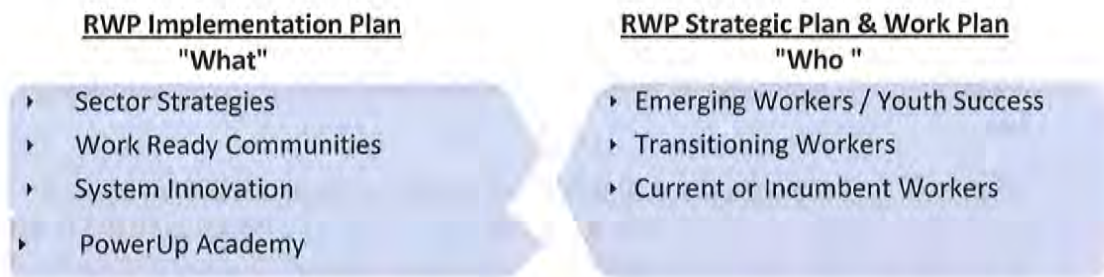 RWP Implementation Plan
"What"
Sector Strategies
Work Ready Communities
System Innovation
PowerUp Academy
RWP Strategic Plan & Work Plan
"Who "
Emerging Workers / Youth Success
Transitioning Workers
Current or Incumbent Workers